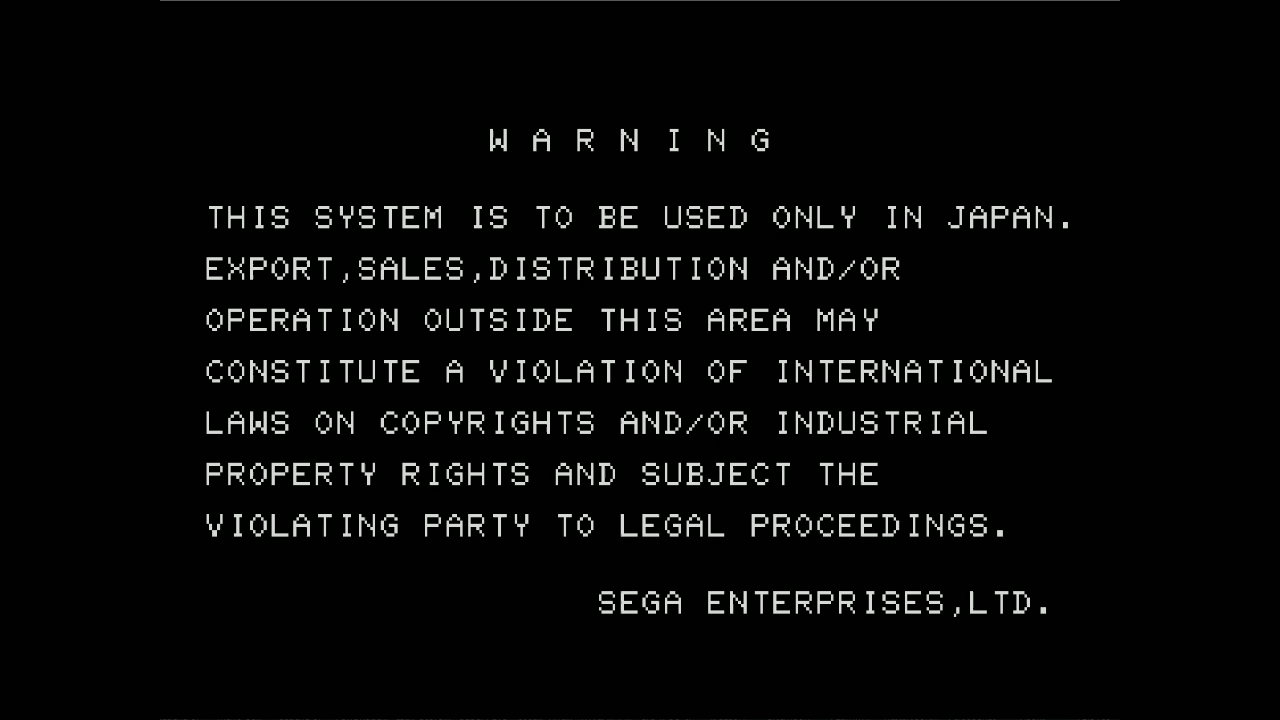 W A R N I N G
THIS SYSTEM IS TO BE USED ONLY IN JAPAN.
EXPORT,SALES,DISTRIBUTION AND/OR
OPERATION OUTSIDE THIS AREA MAY
CONSTITUTE A VIOLATION OF INTERNATIONAL
LAWS ON COPYRIGHTS AND/OR INDUSTRIAL
PROPERTY RIGHTS AND SUBJECT THE
VIOLATING PARTY TO LEGAL PROCEEDINGS.
SEGA ENTERPRISES,LTD.